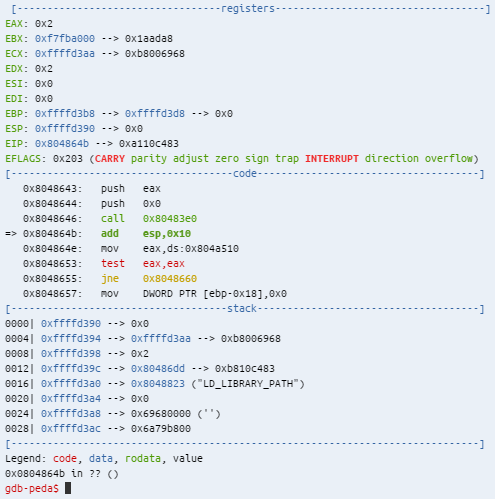 [----------------------------------registers-----------------------------------]
EAX: 0x2
EBX: 0xf7fba000 --> 0x1aada8
ECX: 0xffffd3aa --> 0xb8006968
EDX: 0x2
ESI: 0x0
EDI: 0x0
EBP: 0xffffd3b8 --> 0xffffd3d8 --> 0x0
ESP: 0xffffd390 --> 0x0
EIP: 0x804864b --> 0xa110c483
EFLAGS: 0x203 (CARRY parity adjust zero sign trap INTERRUPT direction overflow)
[-------------------------------------code-------------------------------------]
0x8048643: push eax
0x8048644: push 0x0
0x8048646: call 0x80483e0
=> 0x804864b: add esp,0x10
0x804864e: mov eax,ds:0x804a510
0x8048653: test eax,eax
0x8048655: jne 0x8048660
0x8048657: mov DWORD PTR [ebp-0x18],0x0
[------------------------------------stack-------------------------------------]
0000| 0xffffd390 --> 0x0
0004| 0xffffd394 --> 0xffffd3aa --> 0xb8006968
0008| 0xffffd398 --> 0x2
0012| 0xffffd39c --> 0x80486dd --> 0xb810c483
0016| 0xffffd3a0 --> 0x8048823 ("LD_LIBRARY_PATH")
0020| 0xffffd3a4 --> 0x0
0024| 0xffffd3a8 --> 0x69680000 ('')
0028| 0xffffd3ac --> 0x6a79b800
[------------------------------------------------------------------------------]
Legend: code, data, rodata, value
0x0804864b in ?? ()
gdb-peda$